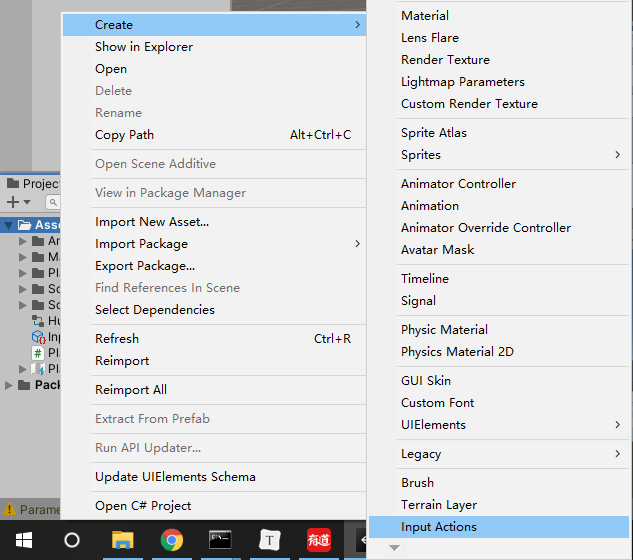 Create
Show in Explorer
Open
Delete
Rename
Copy Path Alt+Ctrl+C
Open Scene Additive
View in Package Manager
Import New Asset...
Import Package
Export Package...
Find References In Scene
Select Dependencies
Refresh Ctrl+R
Reimport
Reimport All
Extract From Prefab
Run API Updater...
Update UIElements Schema
Open C# Project
Material
Lens Flare
Render Texture
Lightmap Parameters
Custom Render Texture
Sprite Atlas
Sprites
Animator Controller
Animation
Animator Override Controller
Avatar Mask
Timeline
Signal
Physic Material
Physics Material 2D
GUI Skin
Custom Font
UIElements
Legacy
Brush
Terrain Layer
Input Actions
Project
Asse
An
Ma
Pla
Sc
Sc
Hu
Inp
#
Pla
Pla
Pack
Parame
T
有道